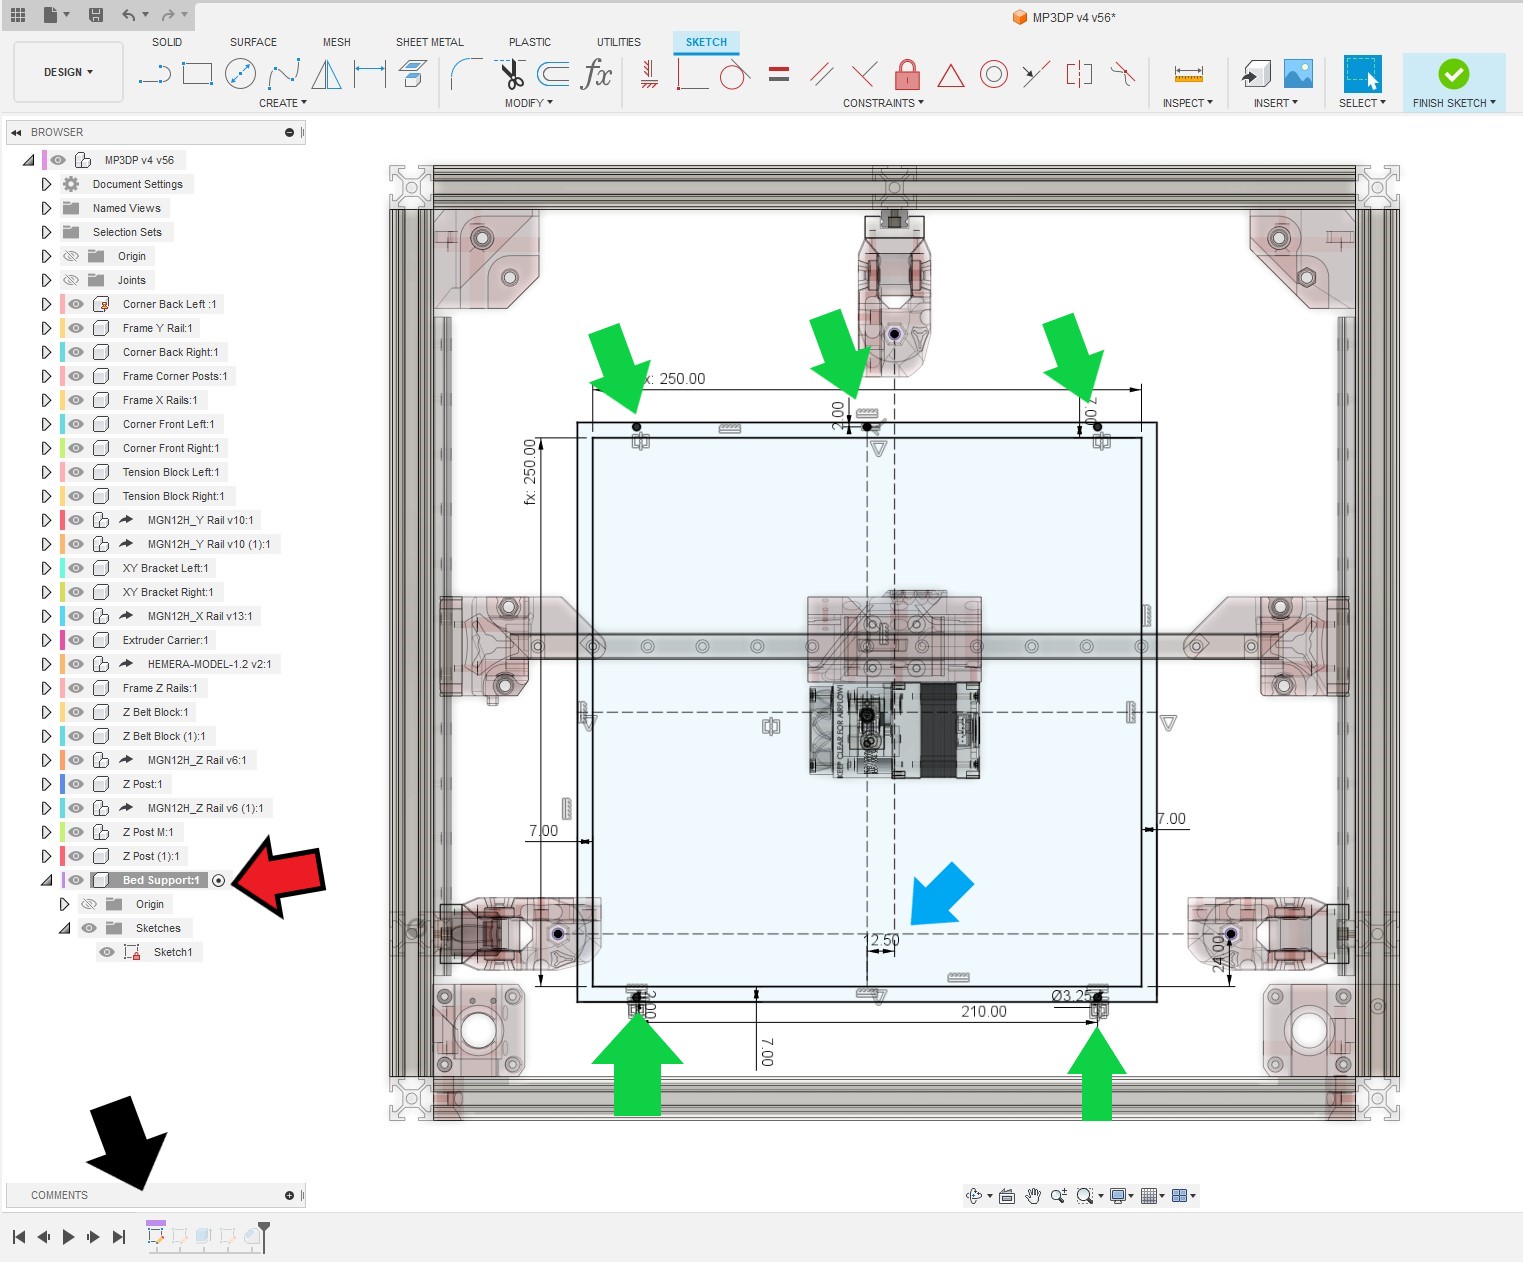 MP3DP v4 v56*
SOLID SURFACE MESH SHEET METAL PLASTIC UTILITIES SKETCH
DESIGN
fx
CREATE MODIFY CONSTRAINTS INSPECT INSERT SELECT FINISH SKETCH
BROWSER
MP3DP v4 v56
Document Settings
Named Views
Selection Sets
Origin
Joints
Corner Back Left :1
Frame Y Rail:1
Corner Back Right:1
Frame Corner Posts:1
Frame X Rails:1
Corner Front Left:1
Corner Front Right:1
Tension Block Left:1
Tension Block Right:1
MGN12H_Y Rail v10:1
MGN12H_Y Rail v10 (1):1
XY Bracket Left:1
XY Bracket Right:1
MGN12H_X Rail v13:1
Extruder Carrier:1
HEMERA-MODEL-1.2 v2:1
Frame Z Rails:1
Z Belt Block:1
Z Belt Block (1):1
MGN12H_Z Rail v6:1
Z Post:1
MGN12H_Z Rail v6 (1):1
Z Post M:1
Z Post (1):1
Bed Support:1
Origin
Sketches
Sketch1
x: 250.00
2.00
7.00
fx: 250.00
KEEP CLEAR FOR AIRFLOW!
7.00
7.00
12.50
24.00
2.00
Ø3.25
210.00
7.00
COMMENTS